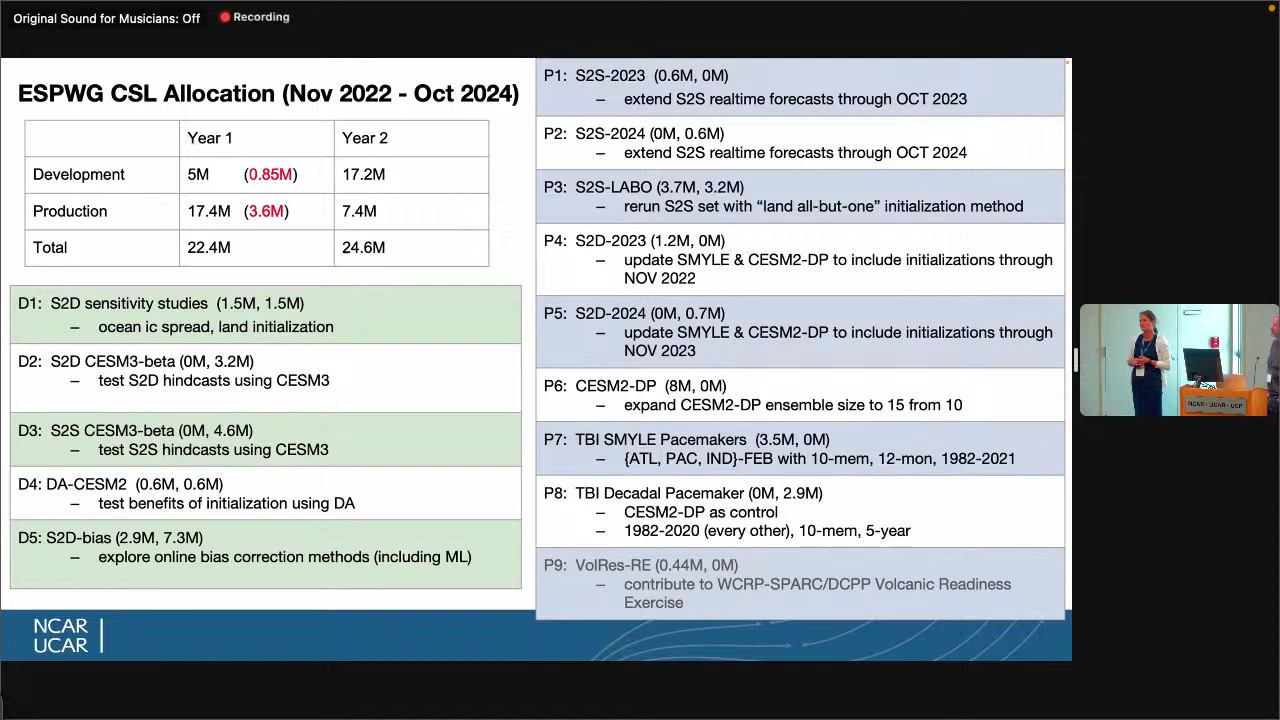 Original Sound for Musicians: Off
Recording
ESPWG CSL Allocation (Nov 2022 - Oct 2024)
Year 1 Year 2
Development 5M (0.85M) 17.2M
Production 17.4M (3.6M) 7.4M
Total 22.4M 24.6M
D1: S2D sensitivity studies (1.5M, 1.5M)
– ocean ic spread, land initialization
D2: S2D CESM3-beta (0M, 3.2M)
– test S2D hindcasts using CESM3
D3: S2S CESM3-beta (0M, 4.6M)
– test S2S hindcasts using CESM3
D4: DA-CESM2 (0.6M, 0.6M)
– test benefits of initialization using DA
D5: S2D-bias (2.9M, 7.3M)
– explore online bias correction methods (including ML)
P1: S2S-2023 (0.6M, 0M)
– extend S2S realtime forecasts through OCT 2023
P2: S2S-2024 (0M, 0.6M)
– extend S2S realtime forecasts through OCT 2024
P3: S2S-LABO (3.7M, 3.2M)
– rerun S2S set with “land all-but-one” initialization method
P4: S2D-2023 (1.2M, 0M)
– update SMYLE & CESM2-DP to include initializations through
NOV 2022
P5: S2D-2024 (0M, 0.7M)
– update SMYLE & CESM2-DP to include initializations through
NOV 2023
P6: CESM2-DP (8M, 0M)
– expand CESM2-DP ensemble size to 15 from 10
P7: TBI SMYLE Pacemakers (3.5M, 0M)
– {ATL, PAC, IND}-FEB with 10-mem, 12-mon, 1982-2021
P8: TBI Decadal Pacemaker (0M, 2.9M)
– CESM2-DP as control
– 1982-2020 (every other), 10-mem, 5-year
P9: VolRes-RE (0.44M, 0M)
– contribute to WCRP-SPARC/DCPP Volcanic Readiness
Exercise
NCAR
UCAR
NCAR - UCAR - UCP